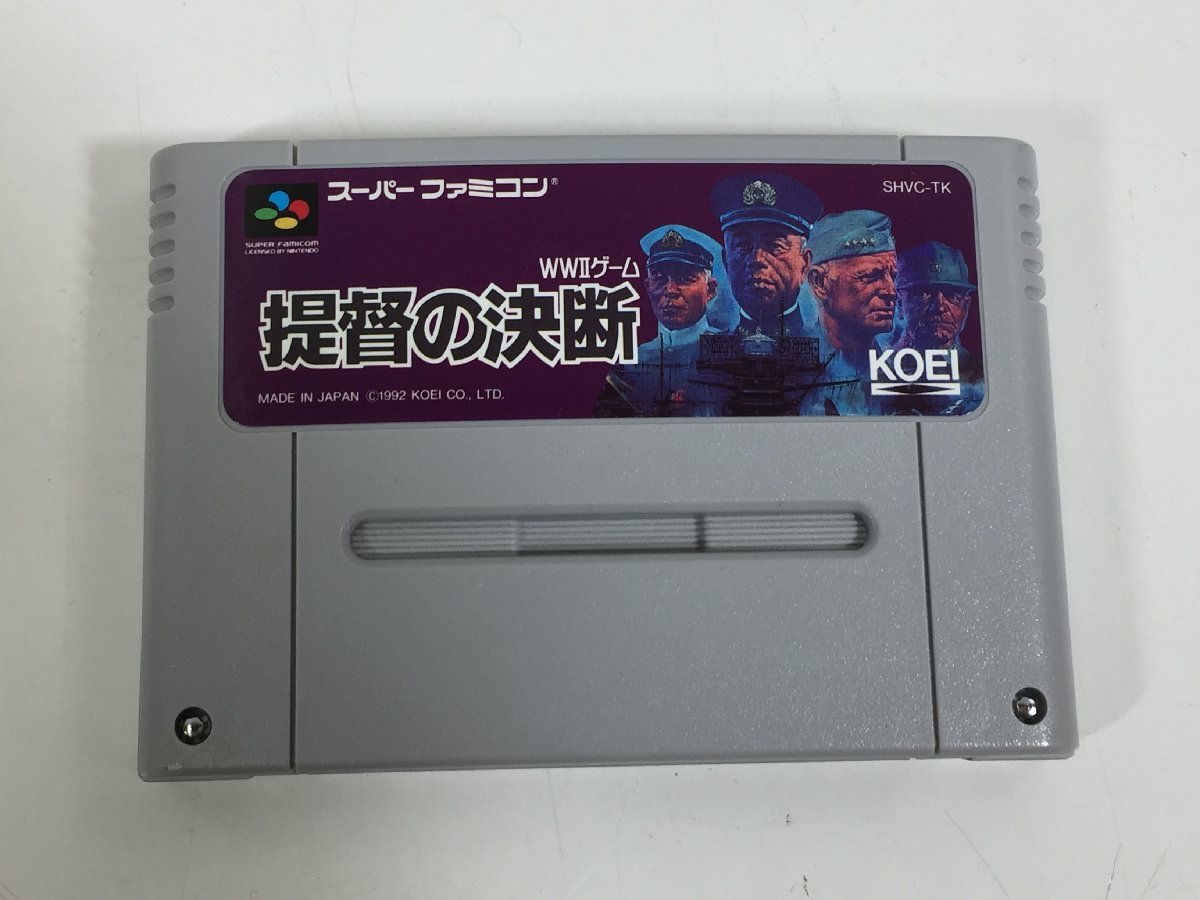 スーパーファミコン®
SHVC-TK
SUPER FAMICOM
LICENSED BY NINTENDO
WWIIゲーム
提督の決断
KOEI
MADE IN JAPAN ©1992 KOEI CO., LTD.